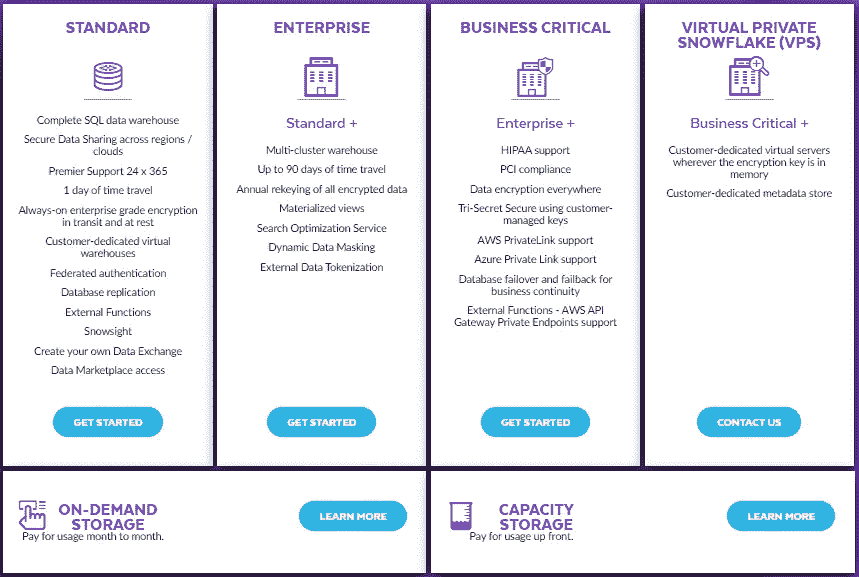 STANDARD
Complete SQL data warehouse
Secure Data Sharing across regions /
clouds
Premier Support 24 x 365
1 day of time travel
Always-on enterprise grade encryption
in transit and at rest
Customer-dedicated virtual
warehouses
Federated authentication
Database replication
External Functions
Snowsight
Create your own Data Exchange
Data Marketplace access
GET STARTED
ENTERPRISE
Standard +
Multi-cluster warehouse
Up to 90 days of time travel
Annual rekeying of all encrypted data
Materialized views
Search Optimization Service
Dynamic Data Masking
External Data Tokenization
GET STARTED
BUSINESS CRITICAL
Enterprise +
HIPAA support
PCI compliance
Data encryption everywhere
Tri-Secret Secure using customer-
managed keys
AWS PrivateLink support
Azure Private Link support
Database failover and failback for
business continuity
External Functions - AWS API
Gateway Private Endpoints support
GET STARTED
VIRTUAL PRIVATE
SNOWFLAKE (VPS)
Business Critical +
Customer-dedicated virtual servers
wherever the encryption key is in
memory
Customer-dedicated metadata store
CONTACT US
ON-DEMAND
STORAGE
Pay for usage month to month.
LEARN MORE
CAPACITY
STORAGE
Pay for usage up front.
LEARN MORE